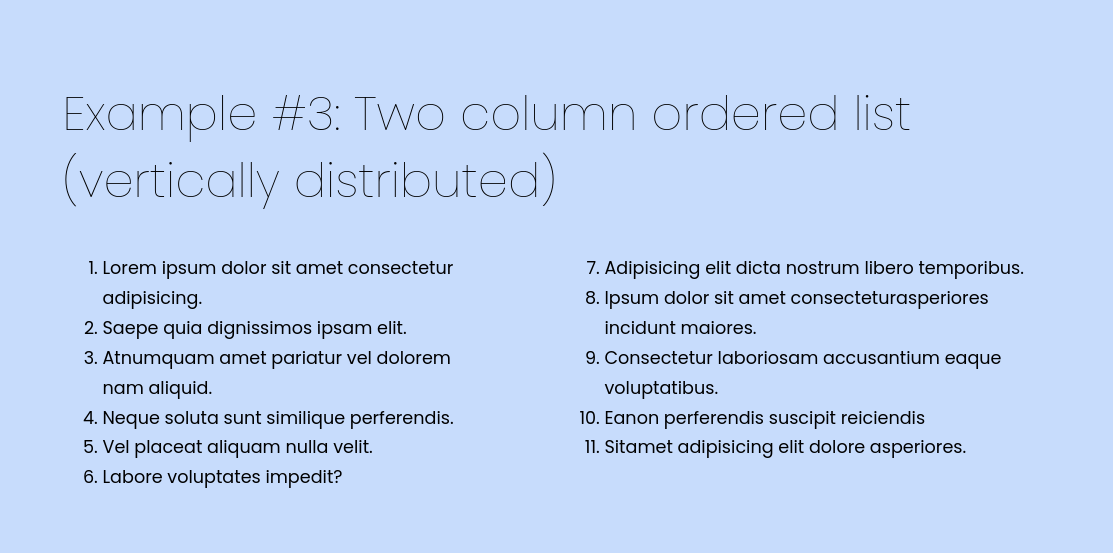 Example #3: Two column ordered list
(vertically distributed)
1. Lorem ipsum dolor sit amet consectetur
adipisicing.
2. Saepe quia dignissimos ipsam elit.
3. Atnumquam amet pariatur vel dolorem
nam aliquid.
4. Neque soluta sunt similique perferendis.
5. Vel placeat aliquam nulla velit.
6. Labore voluptates impedit?
7. Adipisicing elit dicta nostrum libero temporibus.
8. Ipsum dolor sit amet consecteturasperiores
incidunt maiores.
9. Consectetur laboriosam accusantium eaque
voluptatibus.
10. Eanon perferendis suscipit reiciendis
11. Sitamet adipisicing elit dolore asperiores.